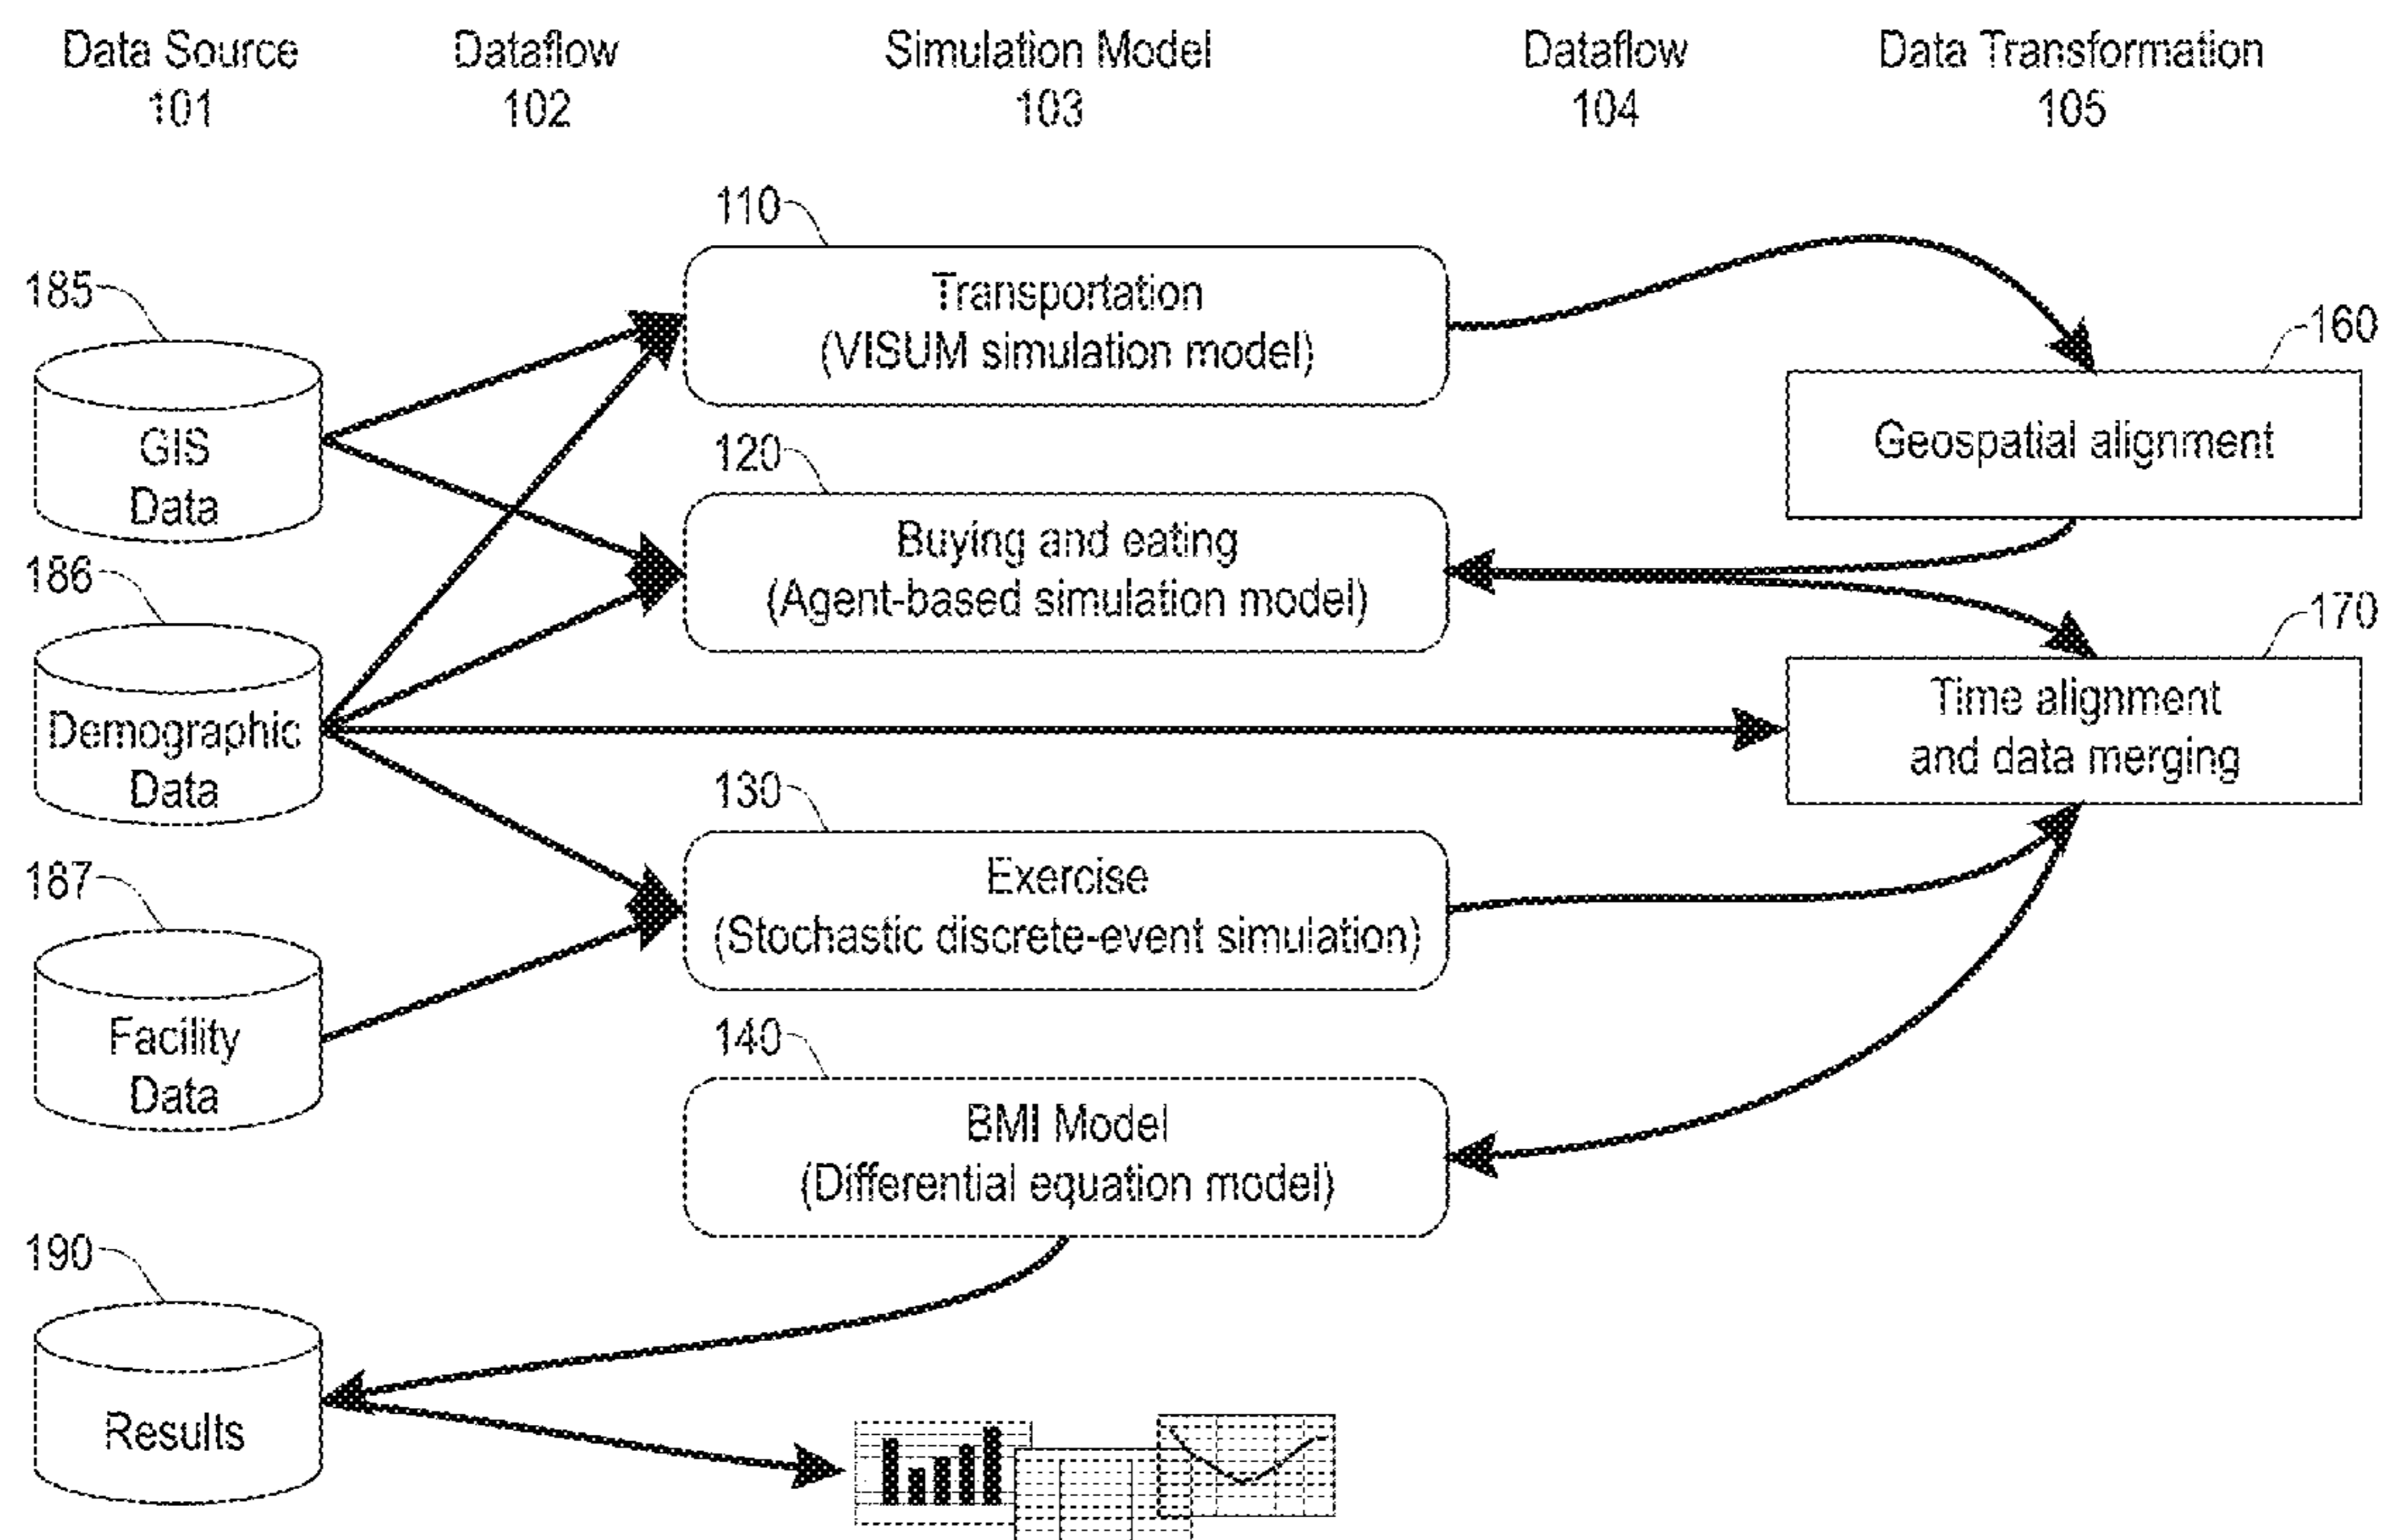 Data Source
101
Dataflow
102
Simulation Model
103
Dataflow
104
Data Transformation
105
110
Transportation
(VISUM simulation model)
185
GIS
Data
160
Geospatial alignment
120
Buying and eating
(Agent-based simulation model)
186
Demographic
Data
170
Time alignment
and data merging
130
Exercise
(Stochastic discrete-event simulation)
187
Facility
Data
140
BMI Model
(Differential equation model)
190
Results